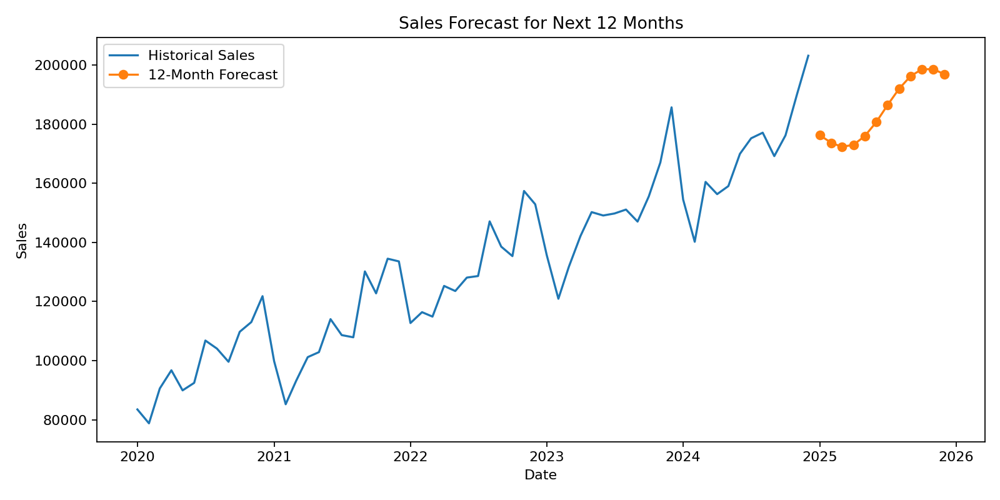 Sales Forecast for Next 12 Months
Historical Sales
12-Month Forecast
200000
180000
160000
140000
120000
100000
80000
Sales
2020 2021 2022 2023 2024 2025 2026
Date